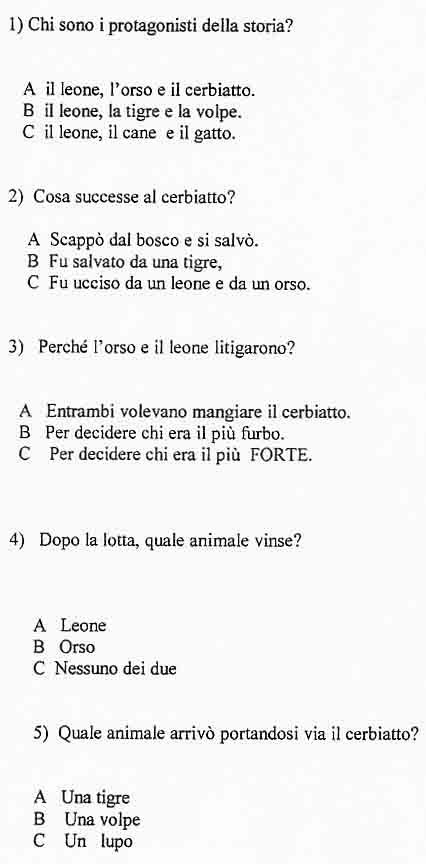 1) Chi sono i protagonisti della storia?
A il leone, l'orso e il cerbiatto.
B il leone, la tigre e la volpe.
C il leone, il cane e il gatto.
2) Cosa successe al cerbiatto?
A Scappò dal bosco e si salvò.
B Fu salvato da una tigre,
C Fu ucciso da un leone e da un orso.
3) Perché l'orso e il leone litigarono?
A Entrambi volevano mangiare il cerbiatto.
B Per decidere chi era il più furbo.
C Per decidere chi era il più FORTE.
4) Dopo la lotta, quale animale vinse?
A Leone
B Orso
C Nessuno dei due
5) Quale animale arrivò portandosi via il cerbiatto?
A Una tigre
B Una volpe
C Un lupo